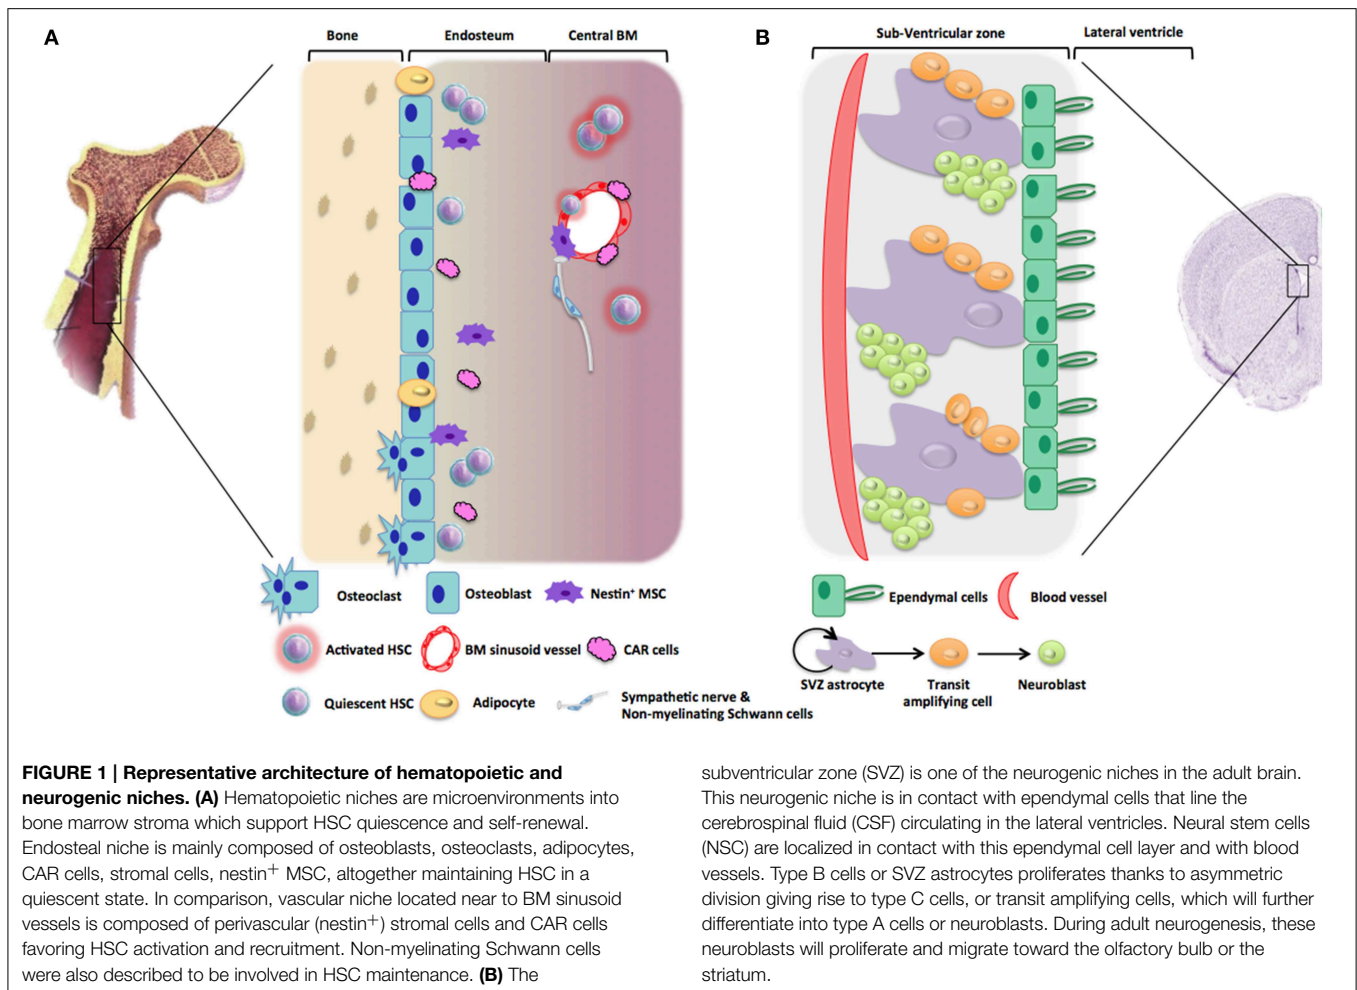 A
Bone
Endosteum
Central BM
B
Sub-Ventricular zone
Lateral ventricle
Osteoclast
Osteoblast
Nestin⁺ MSC
Activated HSC
BM sinusoid vessel
CAR cells
Quiescent HSC
Adipocyte
Sympathetic nerve &
Non-myelinating Schwann cells
Ependymal cells
Blood vessel
SVZ astrocyte
Transit
amplifying cell
Neuroblast
FIGURE 1 | Representative architecture of hematopoietic and
neurogenic niches. (A) Hematopoietic niches are microenvironments into
bone marrow stroma which support HSC quiescence and self-renewal.
Endosteal niche is mainly composed of osteoblasts, osteoclasts, adipocytes,
CAR cells, stromal cells, nestin⁺ MSC, altogether maintaining HSC in a
quiescent state. In comparison, vascular niche located near to BM sinusoid
vessels is composed of perivascular (nestin⁺) stromal cells and CAR cells
favoring HSC activation and recruitment. Non-myelinating Schwann cells
were also described to be involved in HSC maintenance. (B) The
subventricular zone (SVZ) is one of the neurogenic niches in the adult brain.
This neurogenic niche is in contact with ependymal cells that line the
cerebrospinal fluid (CSF) circulating in the lateral ventricles. Neural stem cells
(NSC) are localized in contact with this ependymal cell layer and with blood
vessels. Type B cells or SVZ astrocytes proliferates thanks to asymmetric
division giving rise to type C cells, or transit amplifying cells, which will further
differentiate into type A cells or neuroblasts. During adult neurogenesis, these
neuroblasts will proliferate and migrate toward the olfactory bulb or the
striatum.